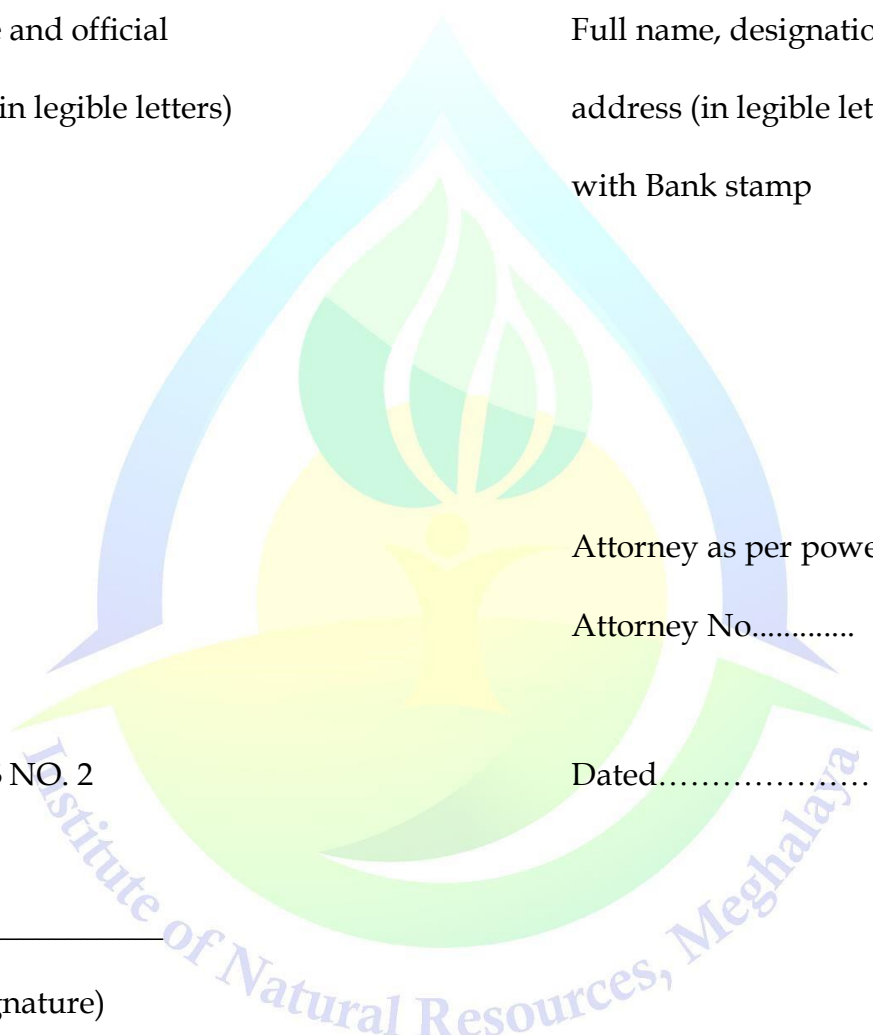 and official
Full name, designatio
in legible letters)
address (in legible let
with Bank stamp
Attorney as per powe
Attorney No.............
NO. 2
Dated....................
gnature)
Institute of Natural Resources, Meghalaya